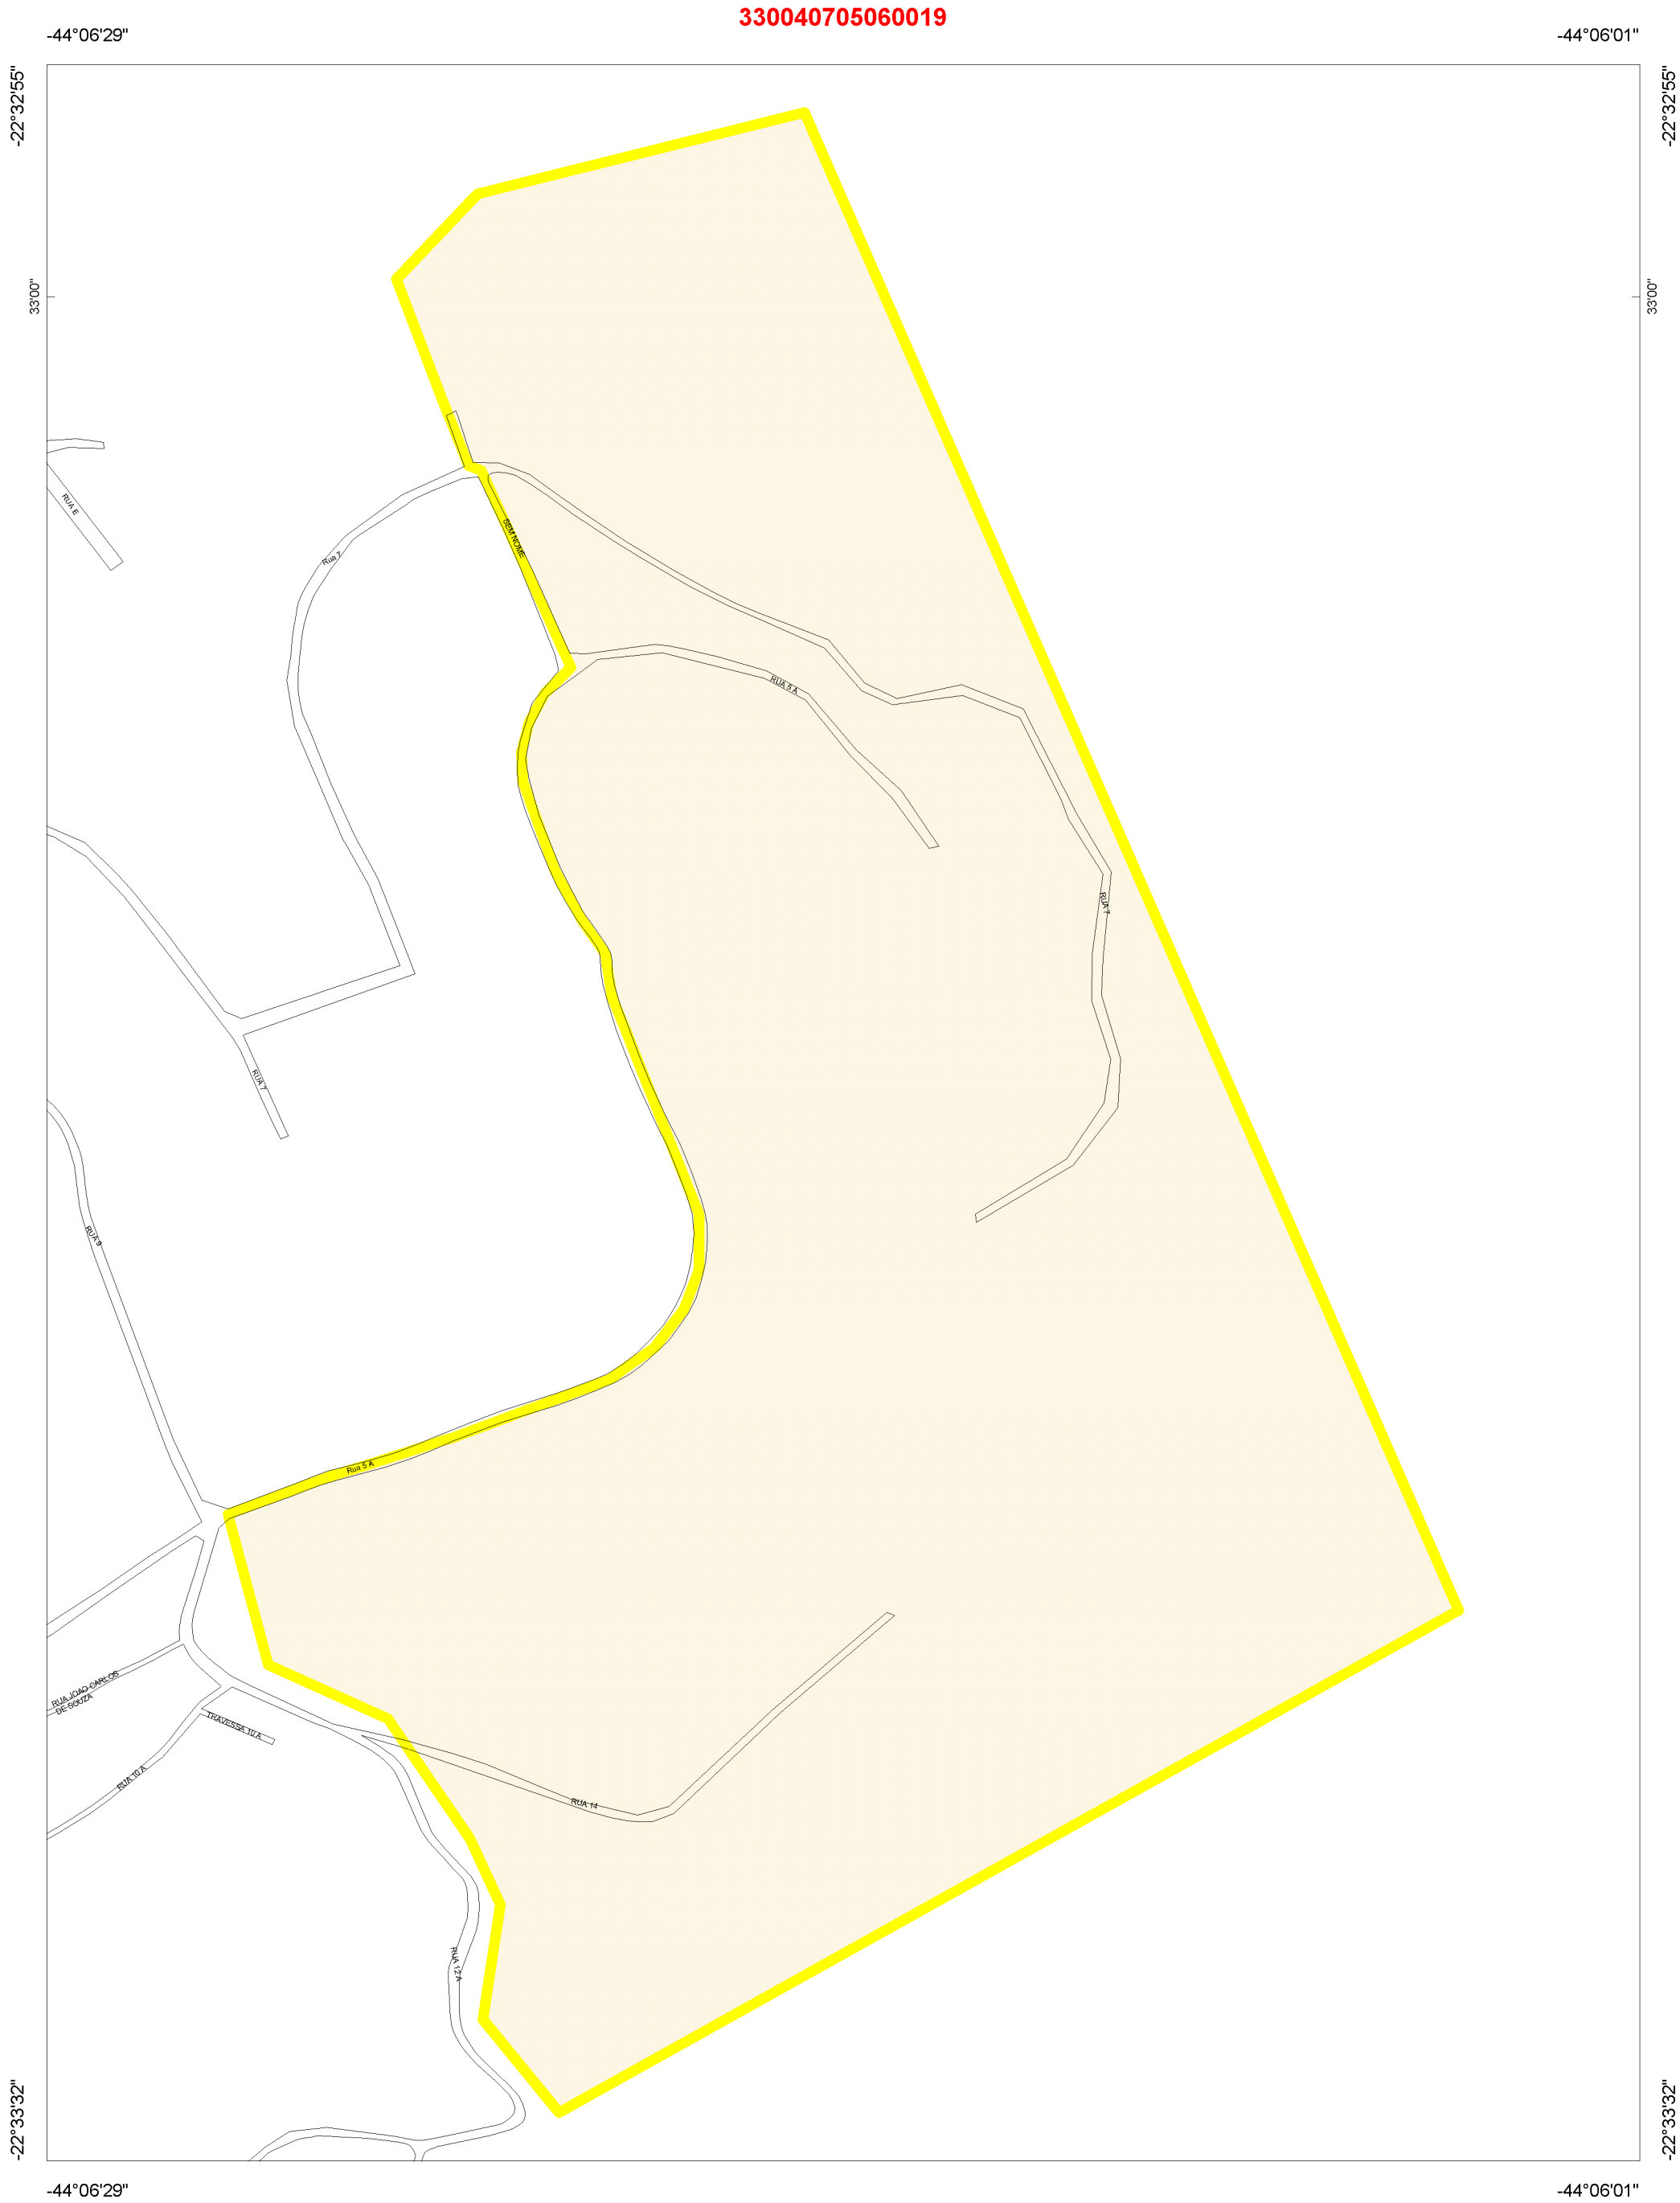 330040705060019
-44°06'29"
-44°06'01"
-22°32'55"
-22°32'55"
33'00"
33'00"
RUA E
SEM NOME
Rua 7
RUA 5 A
RUA 7
RUA 7
RUA 9
Rua 5 A
RUA JOAO CARLOS
DE SOUZA
TRAVESSA 10 A
RUA 10 A
RUA 14
RUA 12 A
-22°33'32"
-22°33'32"
-44°06'29"
-44°06'01"